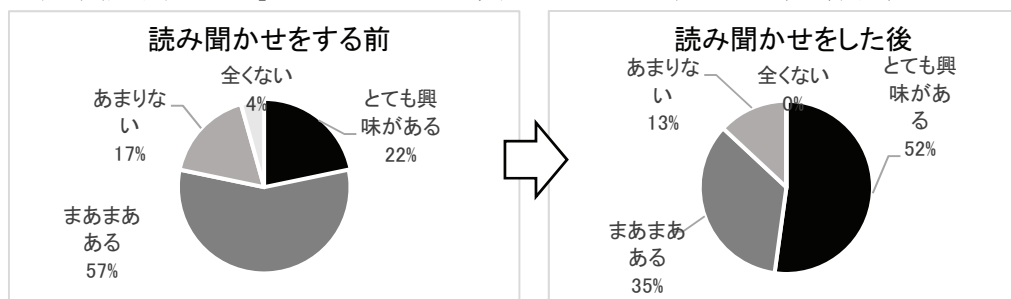 読み聞かせをする前
全くない
4%
あまりな
い
17%
とても興
味がある
22%
まあまあ
ある
57%
読み聞かせをした後
全くない
0%
あまりな
い
13%
とても興
味があ
る
52%
まあまあ
ある
35%